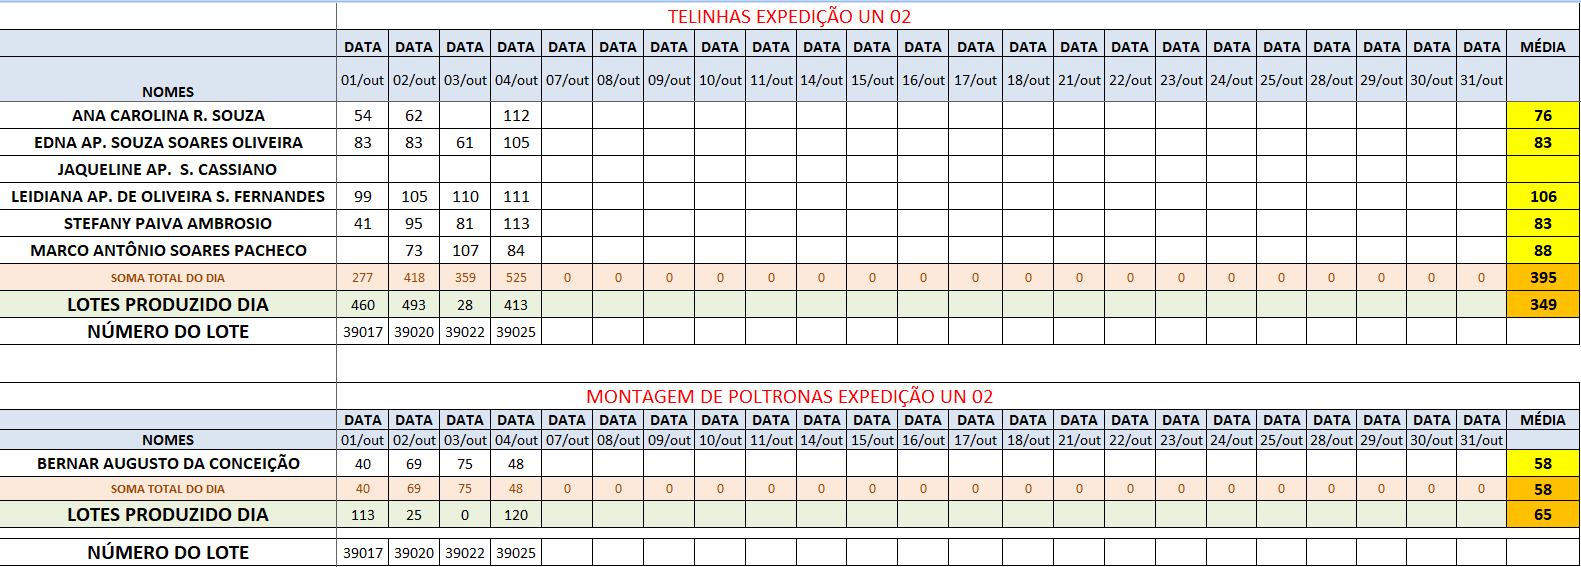 TELINHAS EXPEDIÇÃO UN 02
DATA DATA DATA DATA DATA DATA DATA DATA DATA DATA DATA DATA DATA DATA DATA DATA DATA DATA DATA DATA DATA DATA DATA MÉDIA
NOMES 01/out 02/out 03/out 04/out 07/out 08/out 09/out 10/out 11/out 14/out 15/out 16/out 17/out 18/out 21/out 22/out 23/out 24/out 25/out 28/out 29/out 30/out 31/out
ANA CAROLINA R. SOUZA 54 62 112 76
EDNA AP. SOUZA SOARES OLIVEIRA 83 83 61 105 83
JAQUELINE AP. S. CASSIANO
LEIDIANA AP. DE OLIVEIRA S. FERNANDES 99 105 110 111 106
STEFANY PAIVA AMBROSIO 41 95 81 113 83
MARCO ANTÔNIO SOARES PACHECO 73 107 84 88
SOMA TOTAL DO DIA 277 418 359 525 0 0 0 0 0 0 0 0 0 0 0 0 0 0 0 0 0 0 0 395
LOTES PRODUZIDO DIA 460 493 28 413 349
NÚMERO DO LOTE 39017 39020 39022 39025
MONTAGEM DE POLTRONAS EXPEDIÇÃO UN 02
DATA DATA DATA DATA DATA DATA DATA DATA DATA DATA DATA DATA DATA DATA DATA DATA DATA DATA DATA DATA DATA DATA DATA MÉDIA
NOMES 01/out 02/out 03/out 04/out 07/out 08/out 09/out 10/out 11/out 14/out 15/out 16/out 17/out 18/out 21/out 22/out 23/out 24/out 25/out 28/out 29/out 30/out 31/out
BERNAR AUGUSTO DA CONCEIÇÃO 40 69 75 48 58
SOMA TOTAL DO DIA 40 69 75 48 0 0 0 0 0 0 0 0 0 0 0 0 0 0 0 0 0 0 0 58
LOTES PRODUZIDO DIA 113 25 0 120 65
NÚMERO DO LOTE 39017 39020 39022 39025